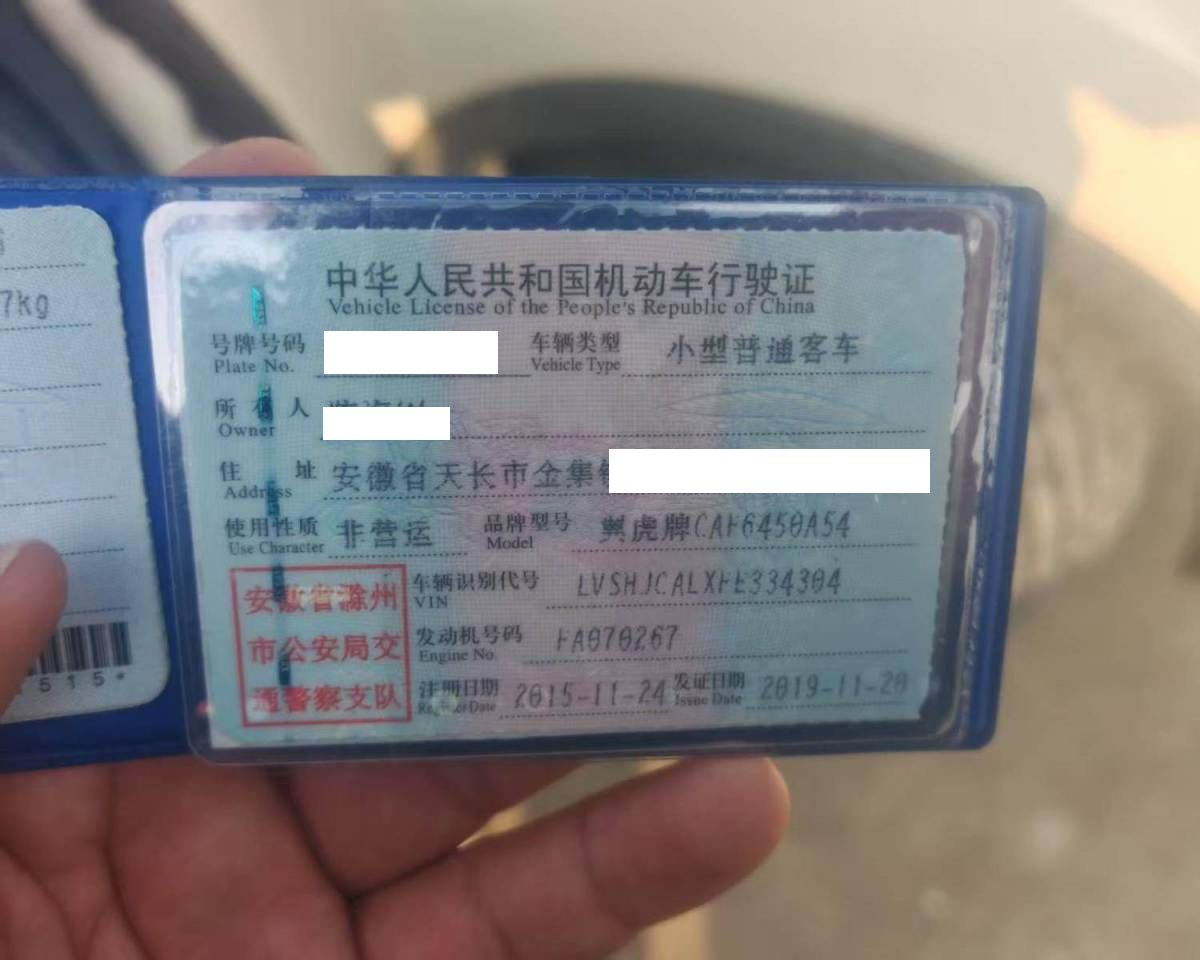 中华人民共和国机动车行驶证
Vehicle License of the People's Republic of China
号牌号码 车辆类型 小型普通客车
Plate No. Vehicle Type
所有人
Owner
住 址 安徽省天长市金集
Address
使用性质 非营运 品牌型号 翼虎牌CAF6450A54
Use Character Model
车辆识别代号 LVSHJCALXFE334304
VIN
发动机号码 FA070267
Engine No.
注册日期 2015-11-24 发证日期 2019-11-20
Register Date Issue Date
安徽省滁州
市公安局交
通警察支队
7kg
515*